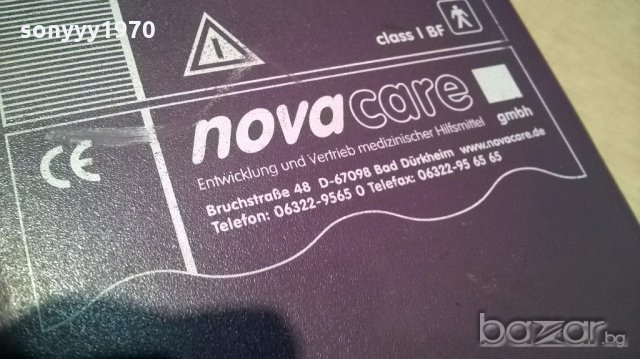 sonyyy1970
class I BF
CE
novacare
gmbh
Entwicklung und Vertrieb medizinischer Hilfsmittel
Bruchstraße 48 D-67098 Bad Dürkheim www.novacare.de
Telefon: 06322-9565 0 Telefax: 06322-95 65 65
bazar.bg